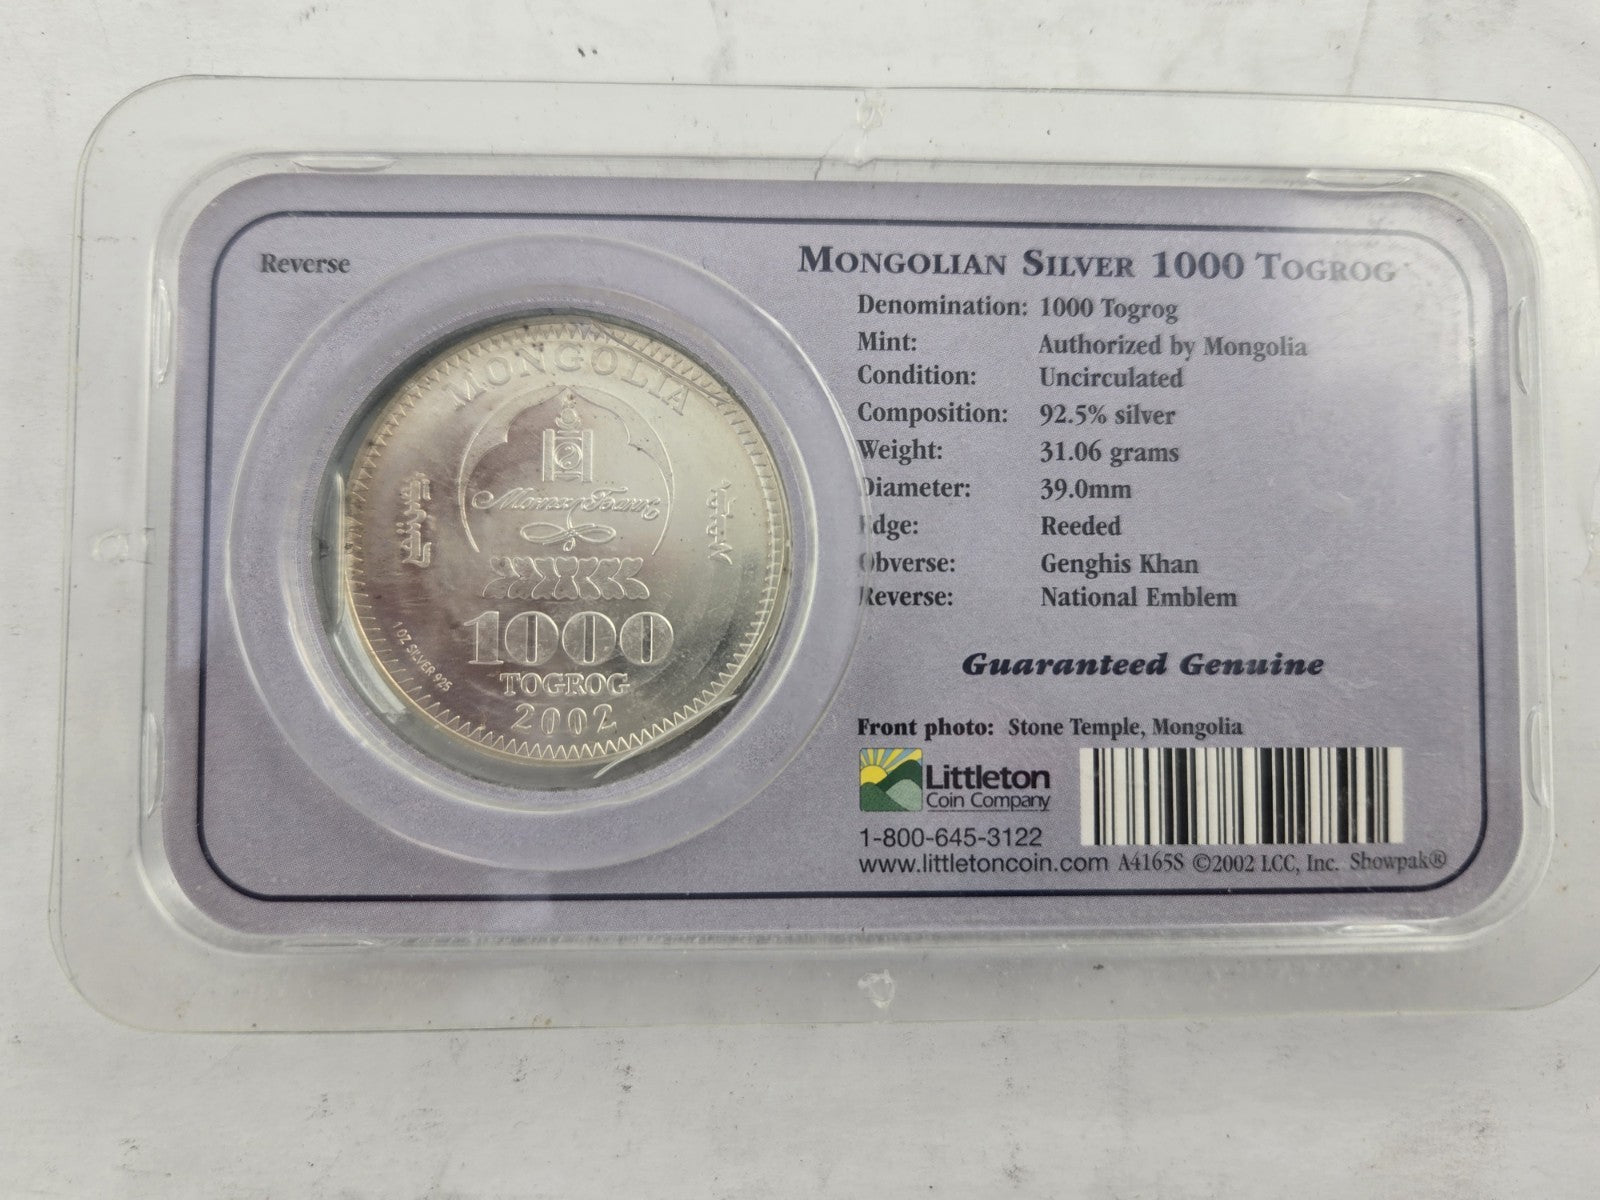 Reverse
MONGOLIA
1 OZ SILVER 925
1000
TOGROG
2002
MONGOLIAN SILVER 1000 TOGROG
Denomination: 1000 Togrog
Mint: Authorized by Mongolia
Condition: Uncirculated
Composition: 92.5% silver
Weight: 31.06 grams
Diameter: 39.0mm
Edge: Reeded
Obverse: Genghis Khan
Reverse: National Emblem
Guaranteed Genuine
Front photo: Stone Temple, Mongolia
Littleton
Coin Company
1-800-645-3122
www.littletoncoin.com A4165S ©2002 LCC, Inc. Showpak®